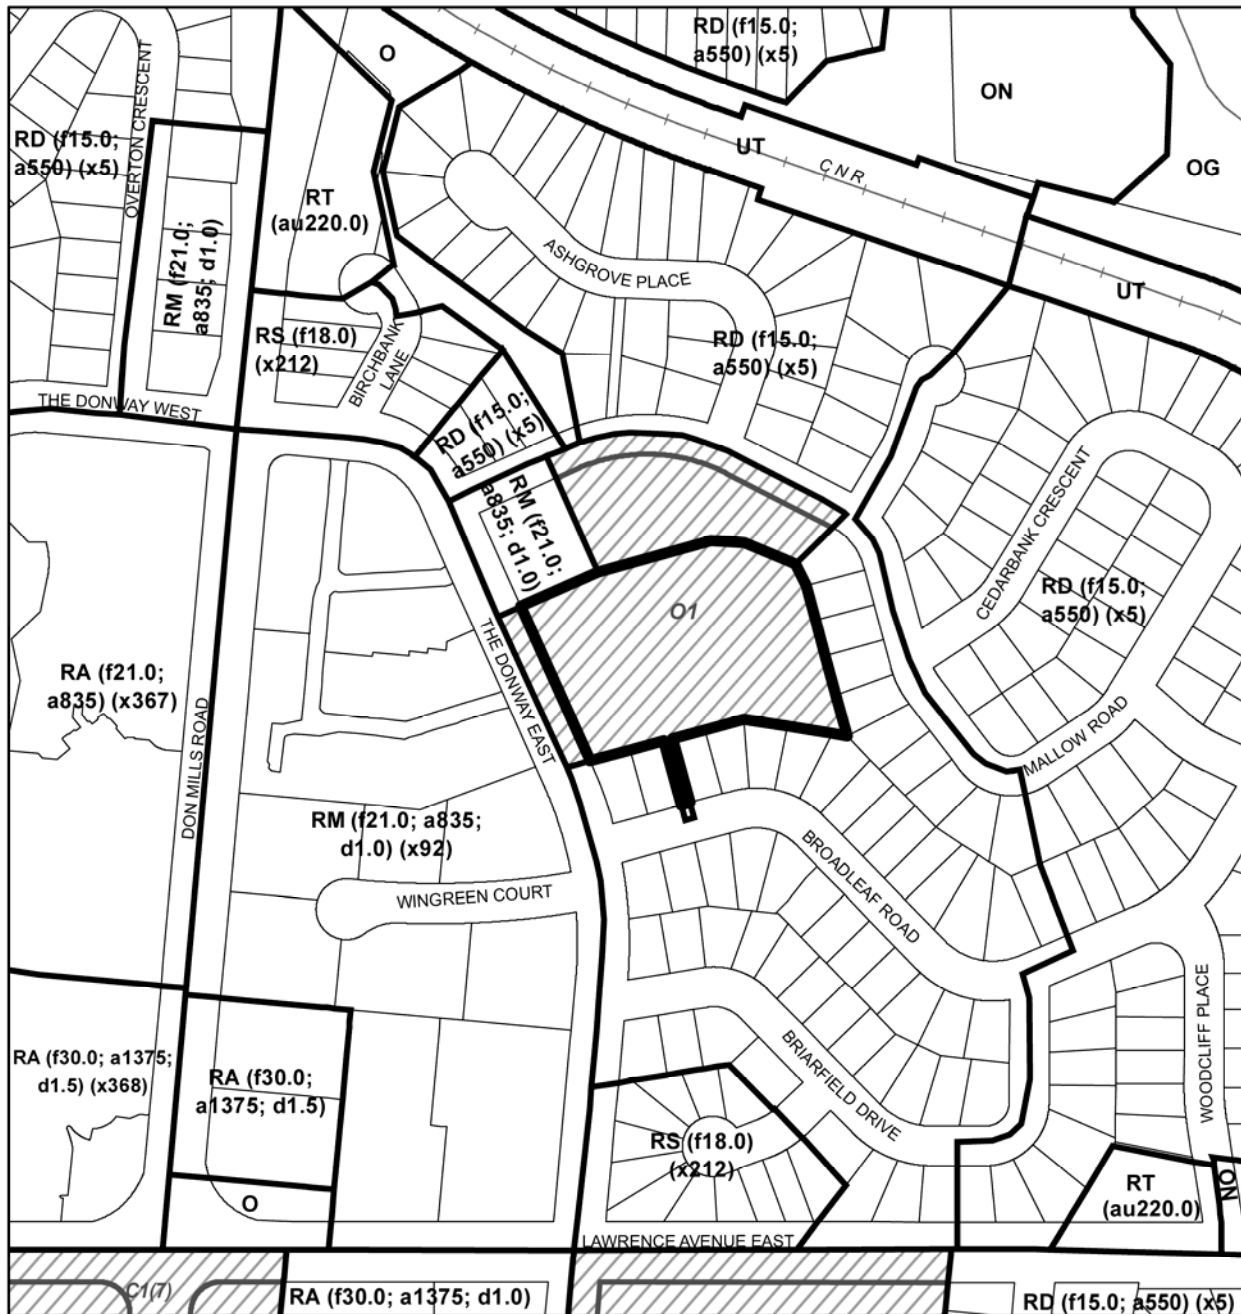 RD (f15.0;
a550) (x5)
O
ON
UT
CNR
OG
RD (f15.0;
a550) (x5)
OVERTON CRESCENT
RT
(au220.0)
RM (f21.0;
a835; d1.0)
ASHGROVE PLACE
UT
RS (f18.0)
(x212)
BIRCHBANK
LANE
RD (f15.0;
a550) (x5)
THE DONWAY WEST
RD (f15.0;
a550) (x5)
RM (f21.0;
a835; d1.0)
CEDARBANK CRESCENT
RD (f15.0;
a550) (x5)
O1
THE DONWAY EAST
RA (f21.0;
a835) (x367)
DON MILLS ROAD
MALLOW ROAD
RM (f21.0; a835;
d1.0) (x92)
BROADLEAF ROAD
WINGREEN COURT
WOODCLIFF PLACE
RA (f30.0; a1375;
d1.5) (x368)
RA (f30.0;
a1375; d1.5)
BRIARFIELD DRIVE
RS (f18.0)
(x212)
RT
(au220.0)
ON
O
LAWRENCE AVENUE EAST
C1(7)
RA (f30.0; a1375; d1.0)
RD (f15.0; a550) (x5)